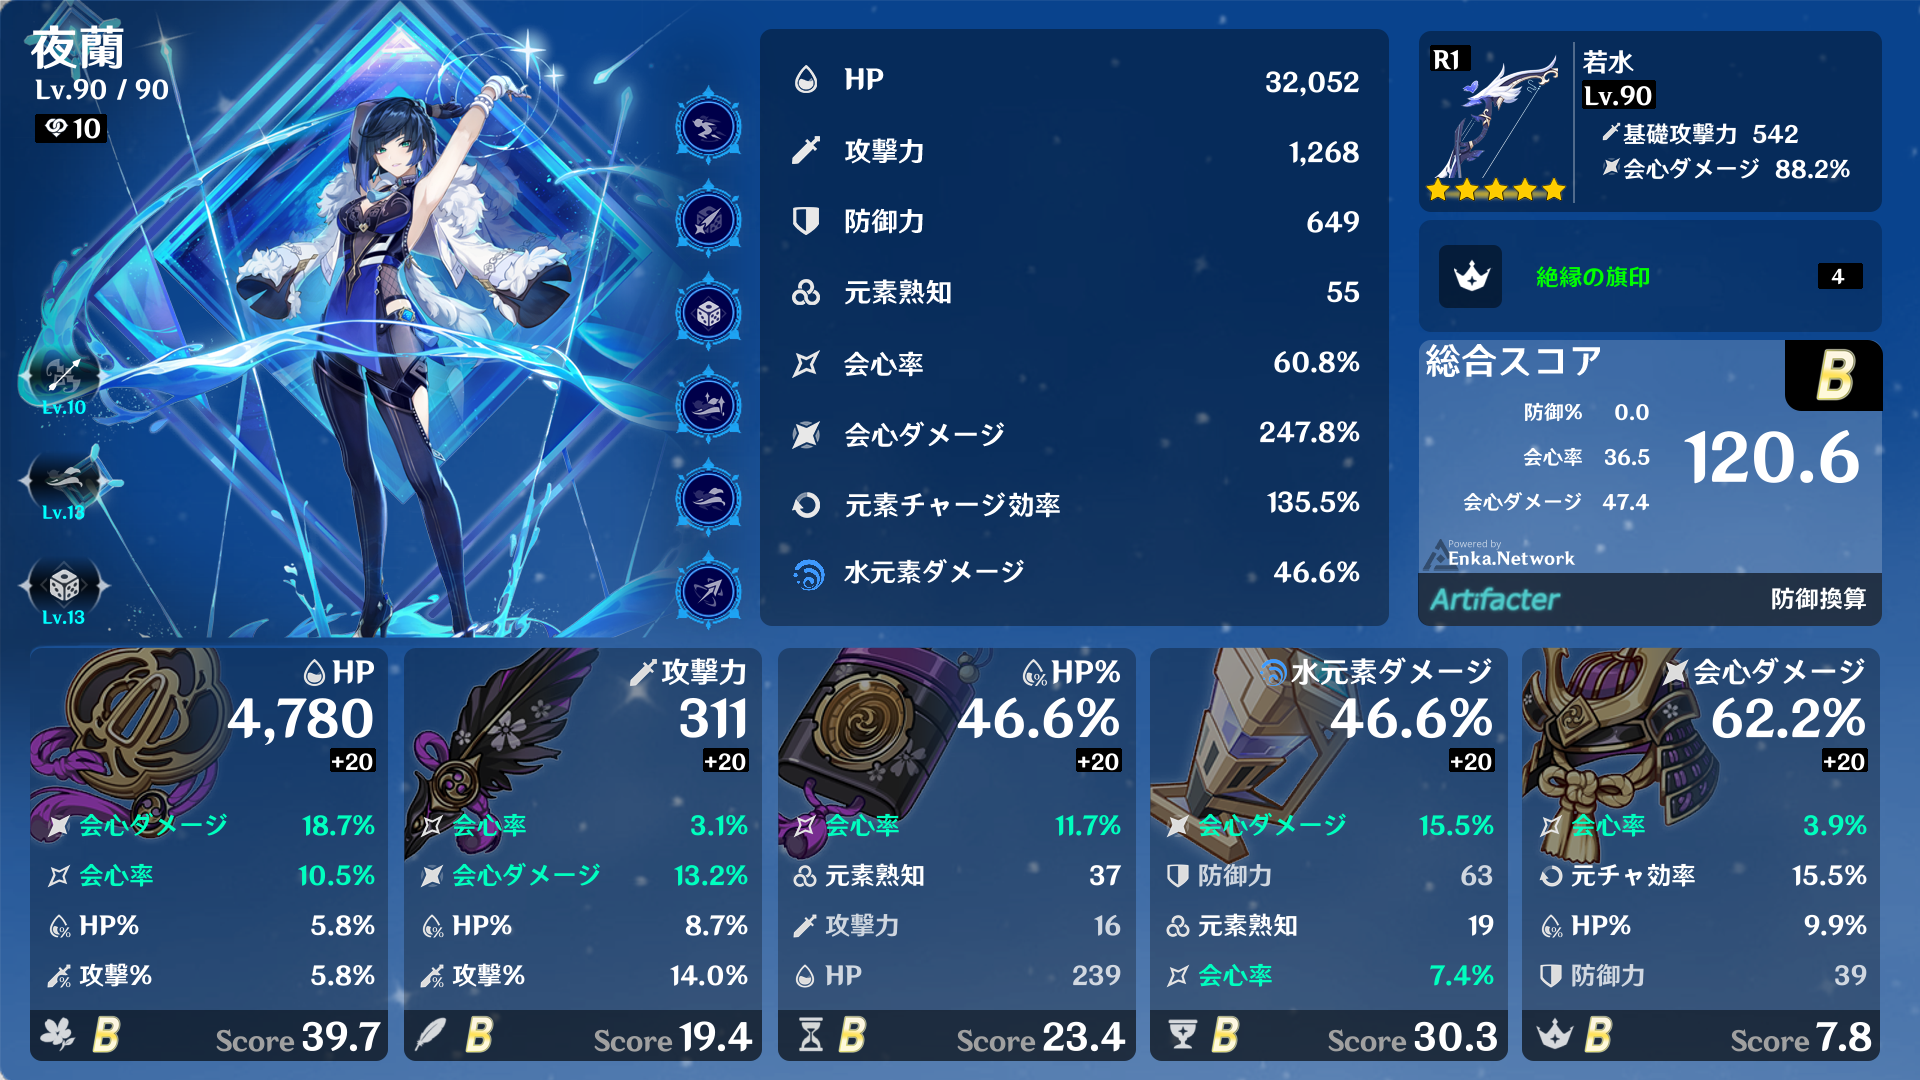 夜蘭
Lv.90 / 90
10
Lv.10
Lv.13
Lv.13
HP 32,052
攻撃力 1,268
防御力 649
元素熟知 55
会心率 60.8%
会心ダメージ 247.8%
元素チャージ効率 135.5%
水元素ダメージ 46.6%
R1
若水
Lv.90
基礎攻撃力 542
会心ダメージ 88.2%
絶縁の旗印 4
総合スコア B
防御% 0.0
会心率 36.5
会心ダメージ 47.4
120.6
Powered by
Enka.Network
Artifacter 防御換算
HP
4,780
+20
会心ダメージ 18.7%
会心率 10.5%
HP% 5.8%
攻撃% 5.8%
B Score 39.7
攻撃力
311
+20
会心率 3.1%
会心ダメージ 13.2%
HP% 8.7%
攻撃% 14.0%
B Score 19.4
HP%
46.6%
+20
会心率 11.7%
元素熟知 37
攻撃力 16
HP 239
B Score 23.4
水元素ダメージ
46.6%
+20
会心ダメージ 15.5%
防御力 63
元素熟知 19
会心率 7.4%
B Score 30.3
会心ダメージ
62.2%
+20
会心率 3.9%
元チャ効率 15.5%
HP% 9.9%
防御力 39
B Score 7.8